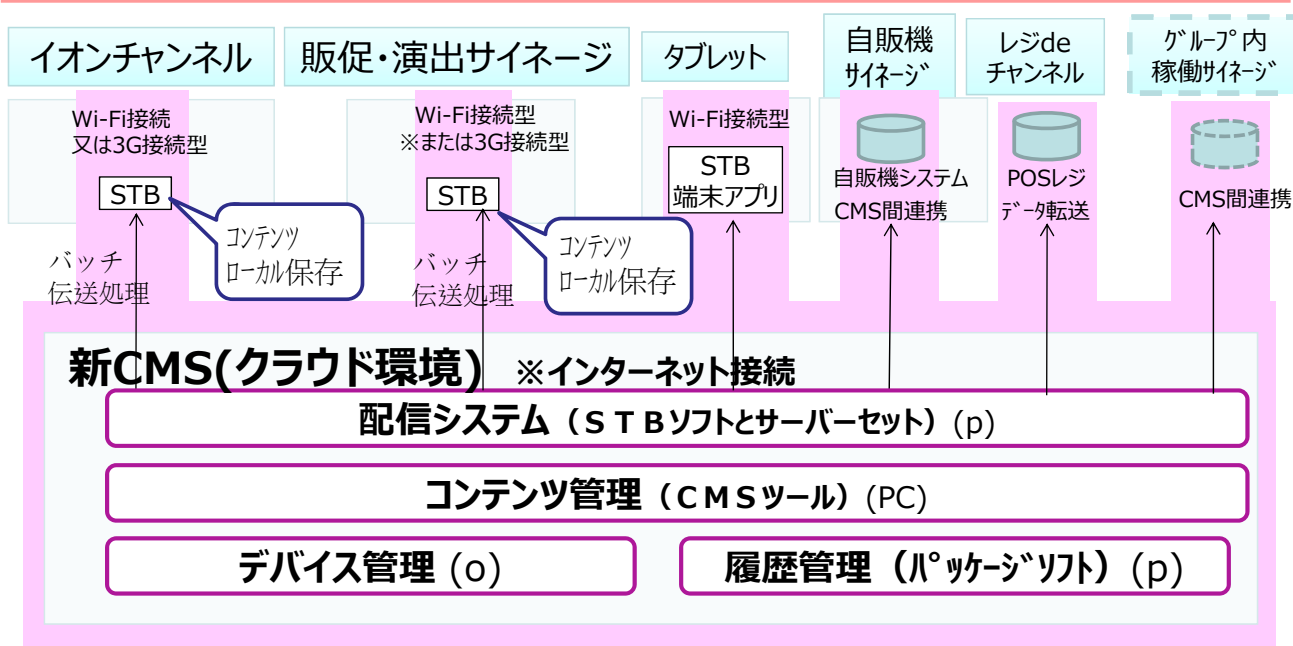 イオンチャンネル
販促・演出サイネージ
タブレット
自販機
サイネージ
レジde
チャンネル
グループ内
稼働サイネージ
Wi-Fi接続
又は3G接続型
STB
コンテンツ
ローカル保存
バッチ
伝送処理
Wi-Fi接続型
※または3G接続型
STB
コンテンツ
ローカル保存
バッチ
伝送処理
Wi-Fi接続型
STB
端末アプリ
自販機システム
CMS間連携
POSレジ
データ転送
CMS間連携
新CMS(クラウド環境) ※インターネット接続
配信システム（ＳＴＢソフトとサーバーセット）(p)
コンテンツ管理（ＣＭＳツール）(PC)
デバイス管理 (o)
履歴管理（パッケージソフト）(p)